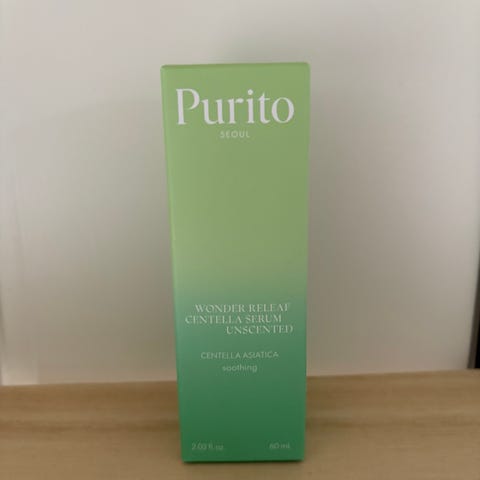 Purito
SEOUL
WONDER RELEAF
CENTELLA SERUM
UNSCENTED
CENTELLA ASIATICA
soothing
2.03 fl.oz. 60 mL